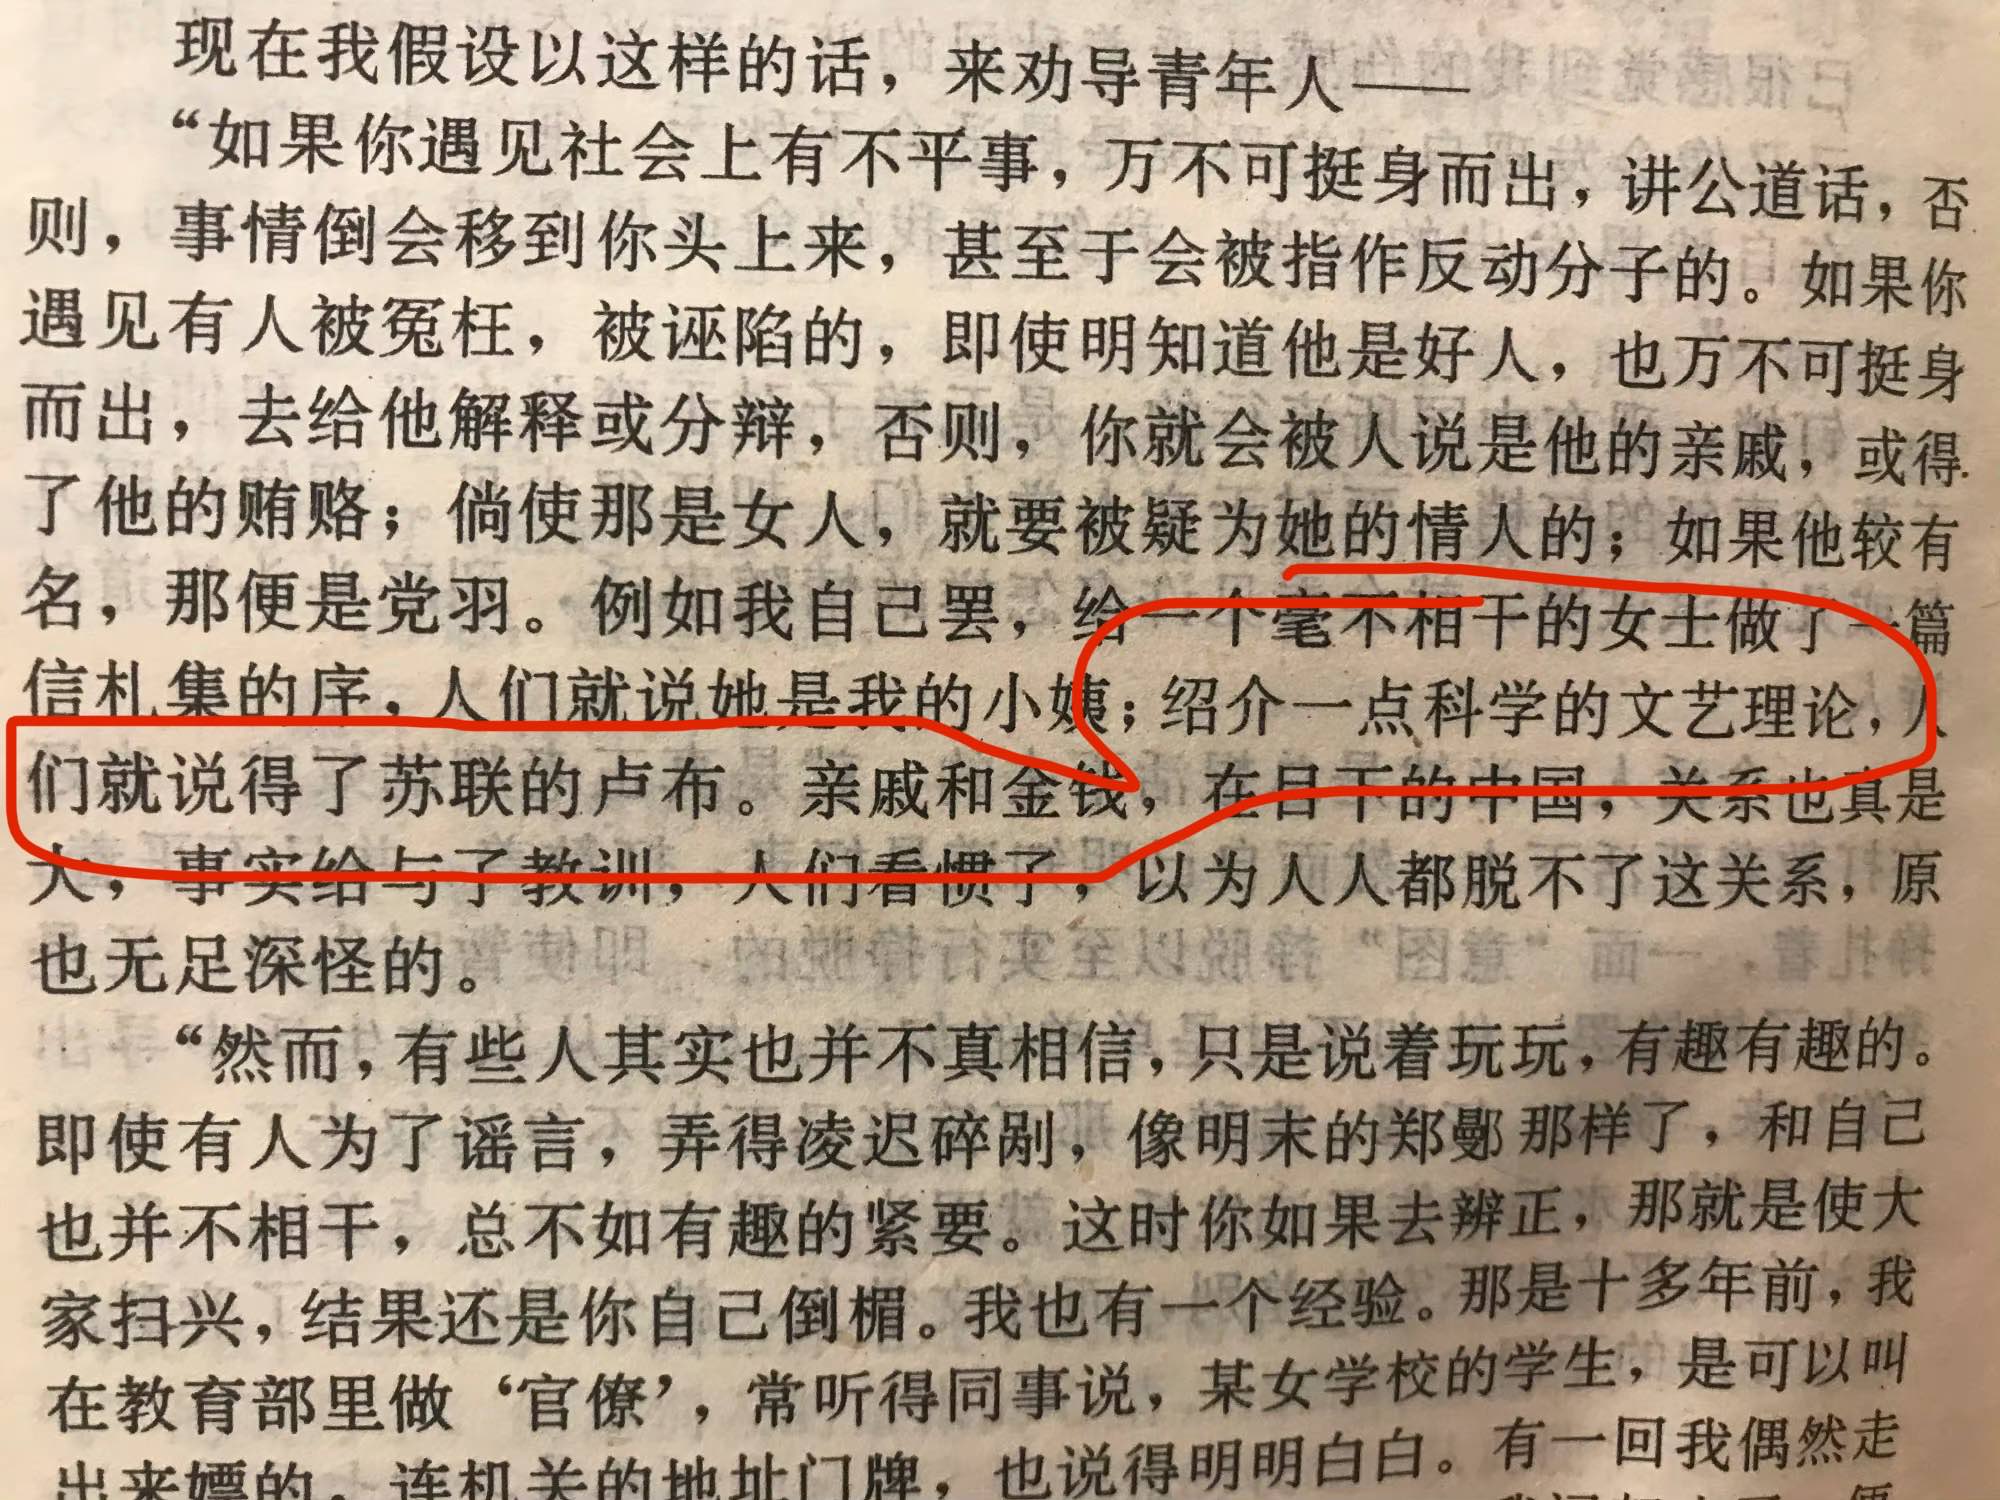 现在我假设以这样的话，来劝导青年人——
“如果你遇见社会上有不平事，万不可挺身而出，讲公道话，否
则，事情倒会移到你头上来，甚至于会被指作反动分子的。如果你
遇见有人被冤枉，被诬陷的，即使明知道他是好人，也万不可挺身
而出，去给他解释或分辩，否则，你就会被人说是他的亲戚，或得
了他的贿赂；倘使那是女人，就要被疑为她的情人的；如果他较有
名，那便是党羽。例如我自己罢，给一个毫不相干的女士做了一篇
信札集的序，人们就说她是我的小姨；绍介一点科学的文艺理论，人
们就说得了苏联的卢布。亲戚和金钱，在目下的中国，关系也真是
大，事实给与了教训，人们看惯了，以为人人都脱不了这关系，原
也无足深怪的。
“然而，有些人其实也并不真相信，只是说着玩玩，有趣有趣的。
即使有人为了谣言，弄得凌迟碎剐，像明末的郑鄤那样了，和自己
也并不相干，总不如有趣的紧要。这时你如果去辨正，那就是使大
家扫兴，结果还是你自己倒楣。我也有一个经验。那是十多年前，我
在教育部里做‘官僚’，常听得同事说，某女学校的学生，是可以叫
出来嫖的，连机关的地址门牌，也说得明明白白。有一回我偶然走